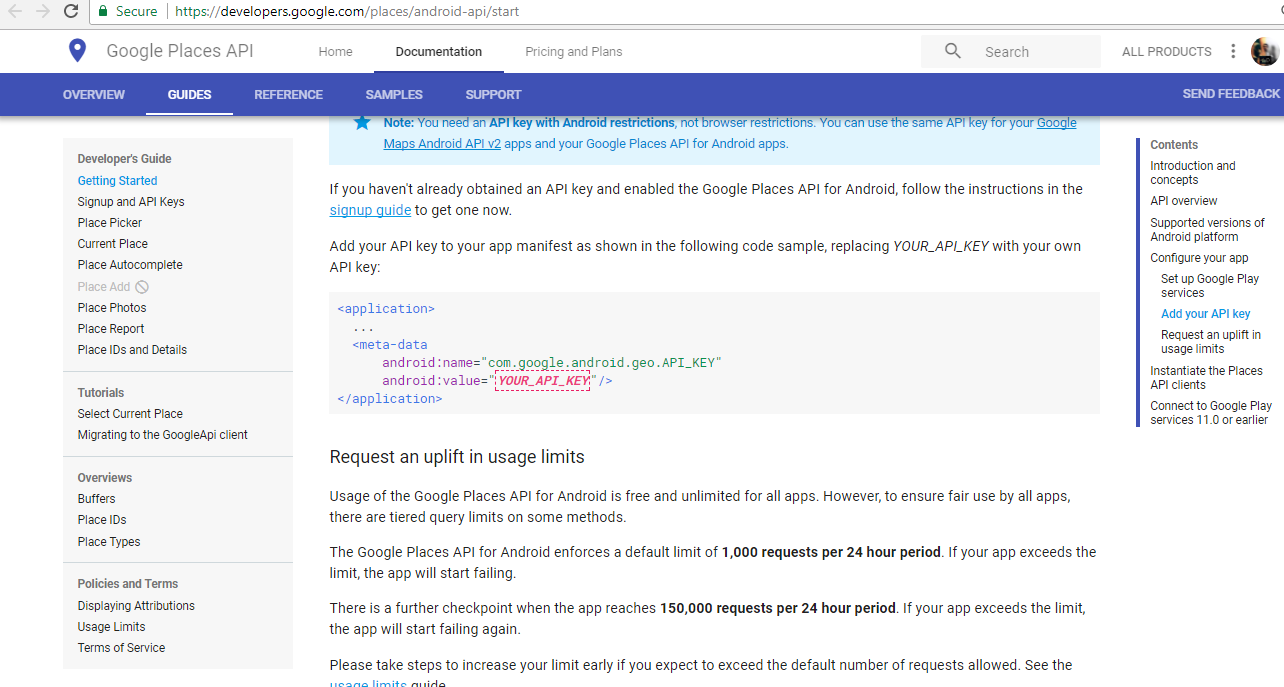 Secure https://developers.google.com/places/android-api/start
Google Places API Home Documentation Pricing and Plans Search ALL PRODUCTS
OVERVIEW GUIDES REFERENCE SAMPLES SUPPORT SEND FEEDBACK
Developer's Guide
Getting Started
Signup and API Keys
Place Picker
Current Place
Place Autocomplete
Place Add
Place Photos
Place Report
Place IDs and Details
Tutorials
Select Current Place
Migrating to the GoogleApi client
Overviews
Buffers
Place IDs
Place Types
Policies and Terms
Displaying Attributions
Usage Limits
Terms of Service
Note: You need an API key with Android restrictions, not browser restrictions. You can use the same API key for your Google
Maps Android API v2 apps and your Google Places API for Android apps.
If you haven't already obtained an API key and enabled the Google Places API for Android, follow the instructions in the
signup guide to get one now.
Add your API key to your app manifest as shown in the following code sample, replacing YOUR_API_KEY with your own
API key:
<application>
...
<meta-data
android:name="com.google.android.geo.API_KEY"
android:value="YOUR_API_KEY"/>
</application>
Request an uplift in usage limits
Usage of the Google Places API for Android is free and unlimited for all apps. However, to ensure fair use by all apps,
there are tiered query limits on some methods.
The Google Places API for Android enforces a default limit of 1,000 requests per 24 hour period. If your app exceeds the
limit, the app will start failing.
There is a further checkpoint when the app reaches 150,000 requests per 24 hour period. If your app exceeds the limit,
the app will start failing again.
Please take steps to increase your limit early if you expect to exceed the default number of requests allowed. See the
usage limits guide.
Contents
Introduction and
concepts
API overview
Supported versions of
Android platform
Configure your app
Set up Google Play
services
Add your API key
Request an uplift in
usage limits
Instantiate the Places
API clients
Connect to Google Play
services 11.0 or earlier